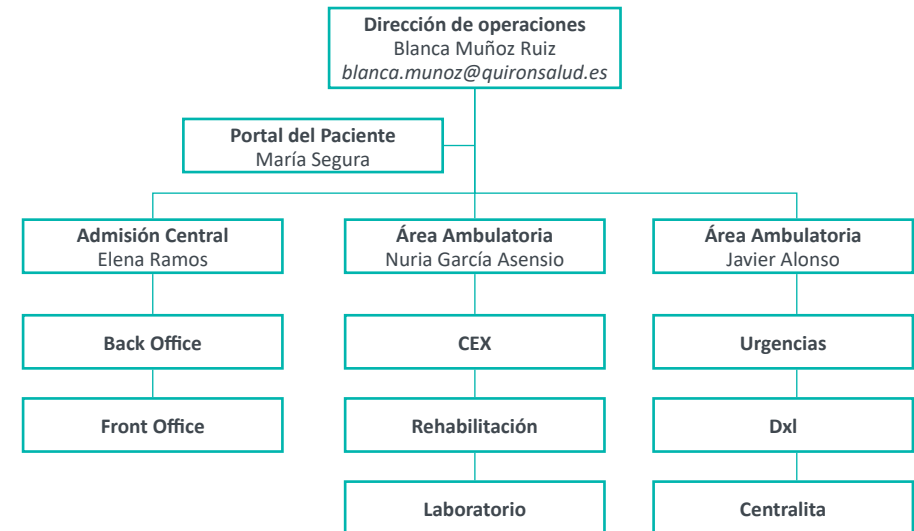 Dirección de operaciones
Blanca Muñoz Ruiz
blanca.munoz@quironsalud.es
Portal del Paciente
María Segura
Admisión Central
Elena Ramos
Área Ambulatoria
Nuria García Asensio
Área Ambulatoria
Javier Alonso
Back Office
CEX
Urgencias
Front Office
Rehabilitación
DxI
Laboratorio
Centralita